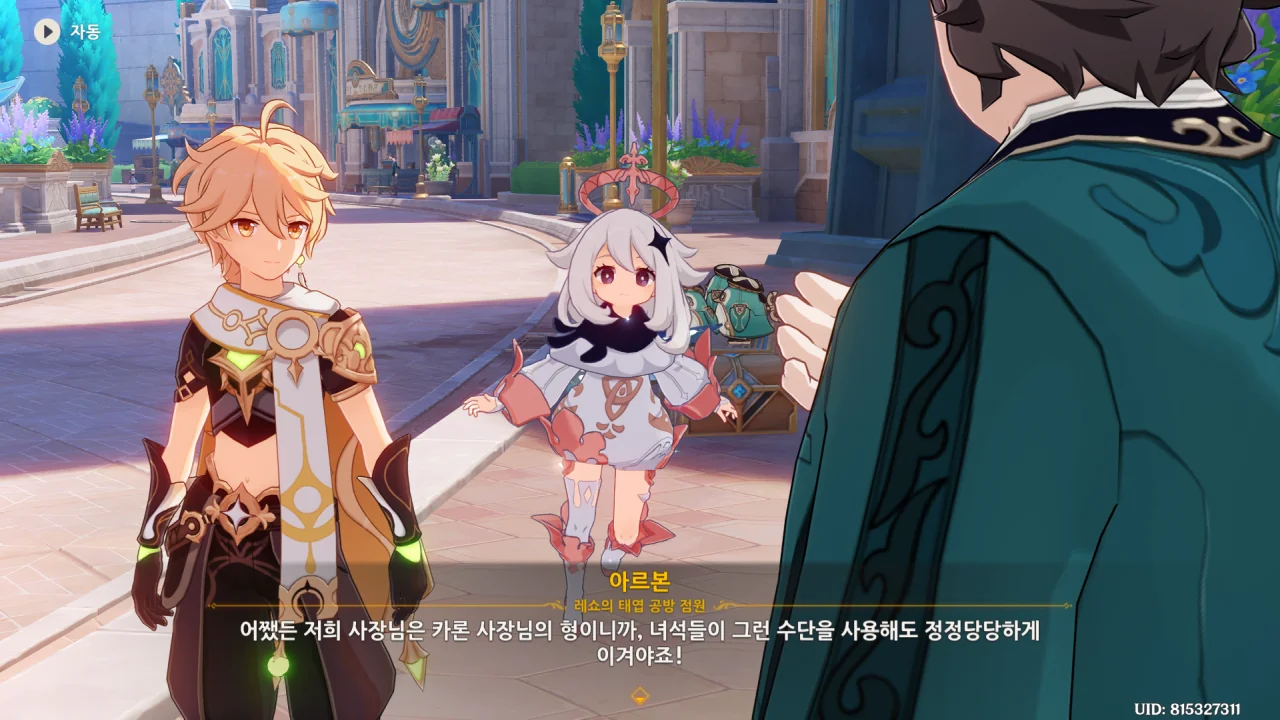 자동
아르본
레쇼의 태엽 공방 점원
어쨌든 저희 사장님은 카론 사장님의 형이니까, 녀석들이 그런 수단을 사용해도 정정당당하게
이겨야죠!
UID: 815327311